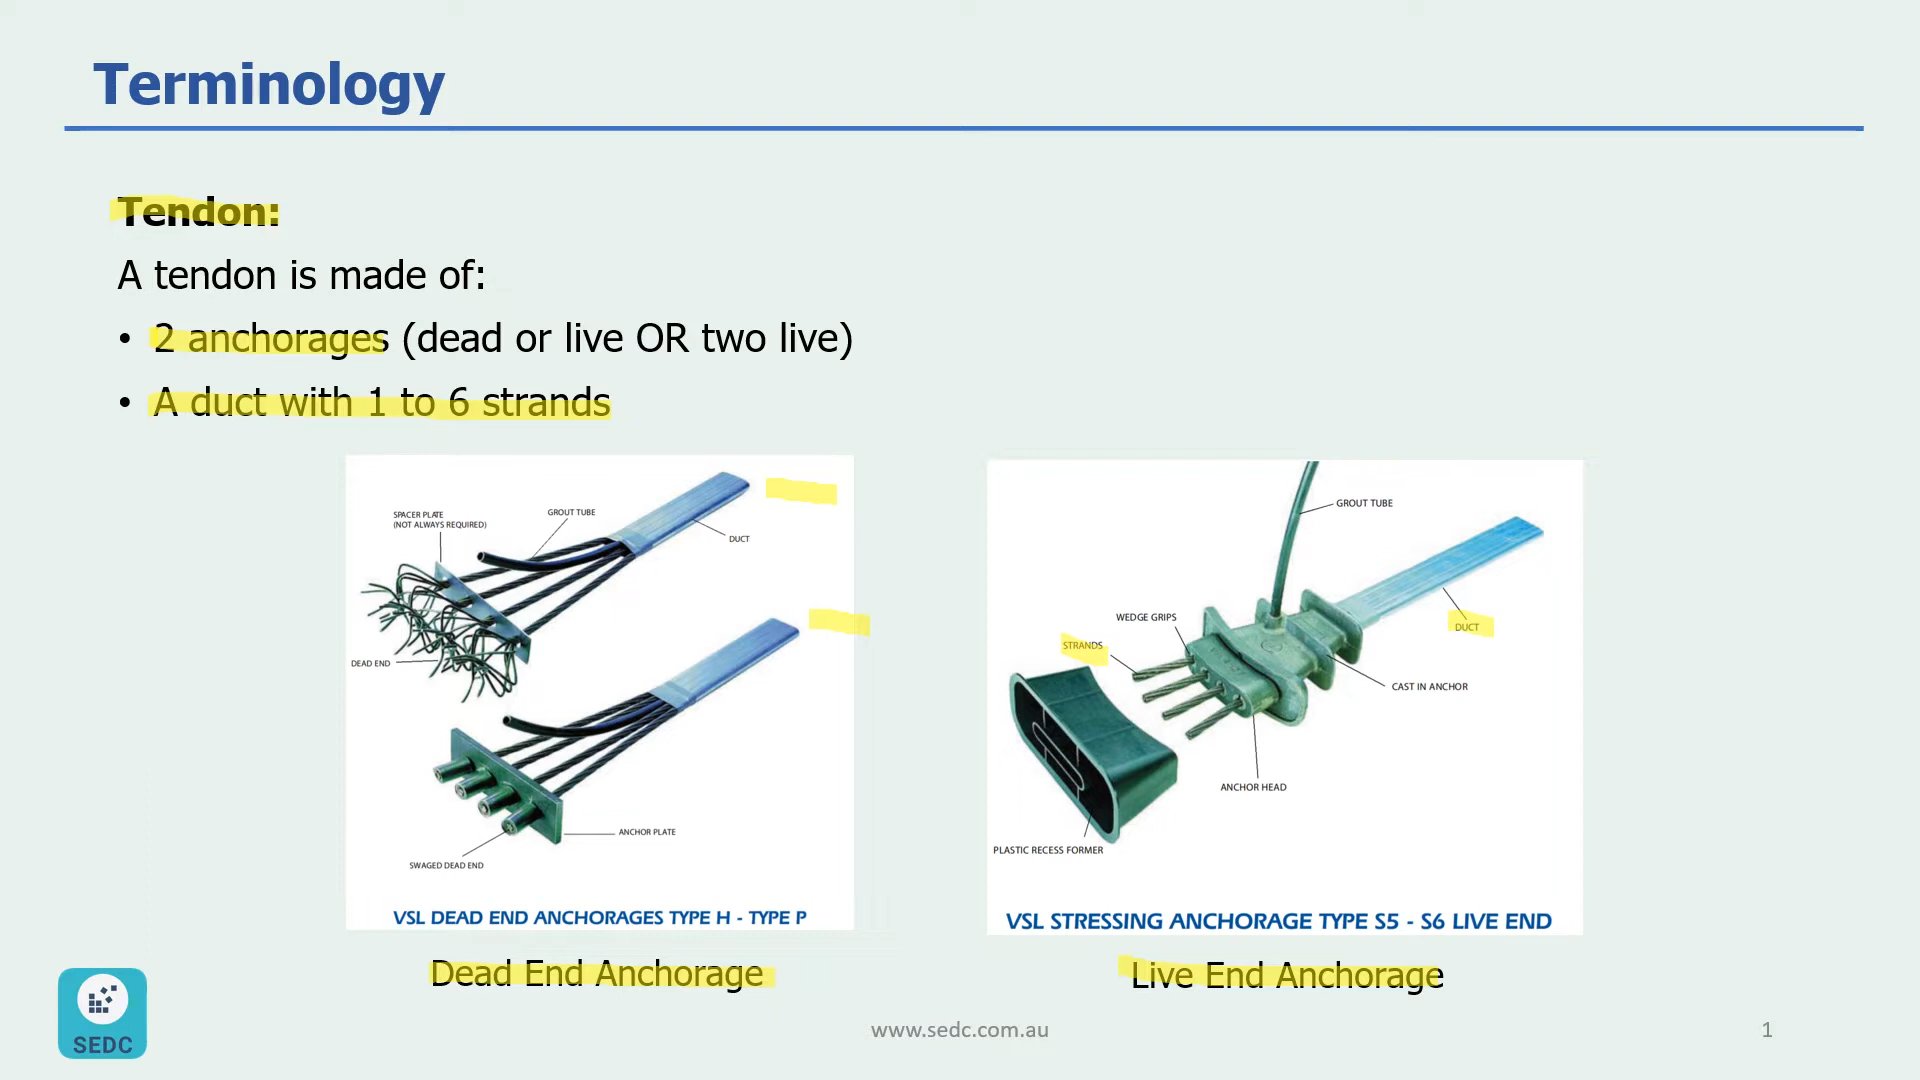 Terminology
Tendon:
A tendon is made of:
• 2 anchorages (dead or live OR two live)
• A duct with 1 to 6 strands
SPACER PLATE
(NOT ALWAYS REQUIRED)
GROUT TUBE
DUCT
DEAD END
ANCHOR PLATE
SWAGED DEAD END
VSL DEAD END ANCHORAGES TYPE H - TYPE P
GROUT TUBE
WEDGE GRIPS
STRANDS
DUCT
CAST IN ANCHOR
ANCHOR HEAD
PLASTIC RECESS FORMER
VSL STRESSING ANCHORAGE TYPE S5 - S6 LIVE END
Dead End Anchorage
Live End Anchorage
SEDC
www.sedc.com.au
1